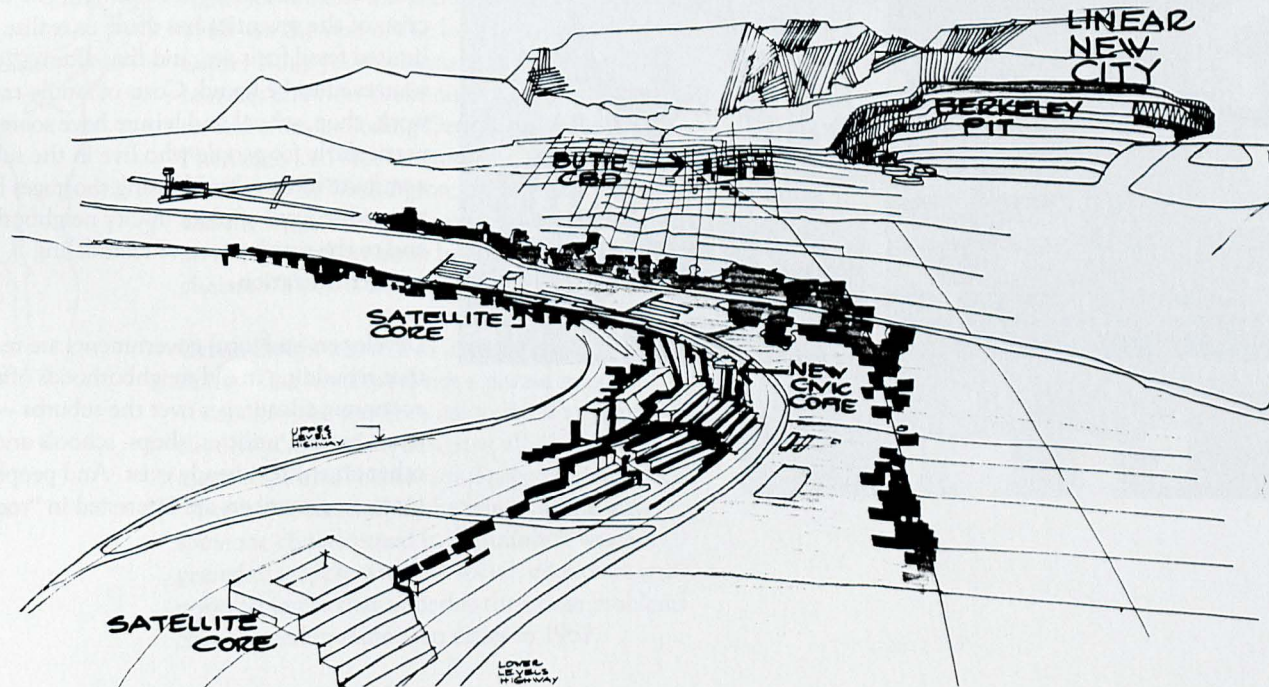 LINEAR
NEW
CITY
BERKELEY
PIT
BUTTE
CBD
SATELLITE
CORE
NEW
CIVIC
CORE
UPPER
LEVELS
SATELLITE
CORE
LOWER
LEVELS
HIGHWAY